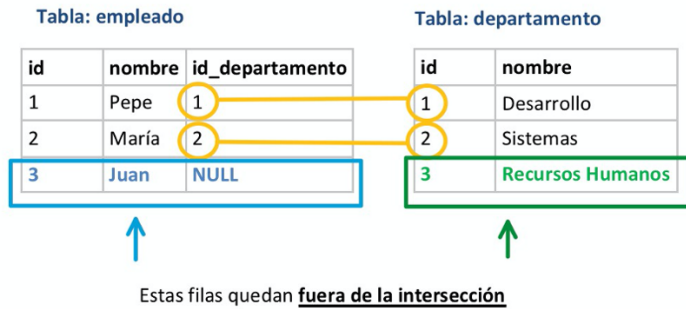 Tabla: empleado
Tabla: departamento
id nombre id_departamento
1 Pepe 1
2 María 2
3 Juan NULL
id nombre
1 Desarrollo
2 Sistemas
3 Recursos Humanos
Estas filas quedan fuera de la intersección